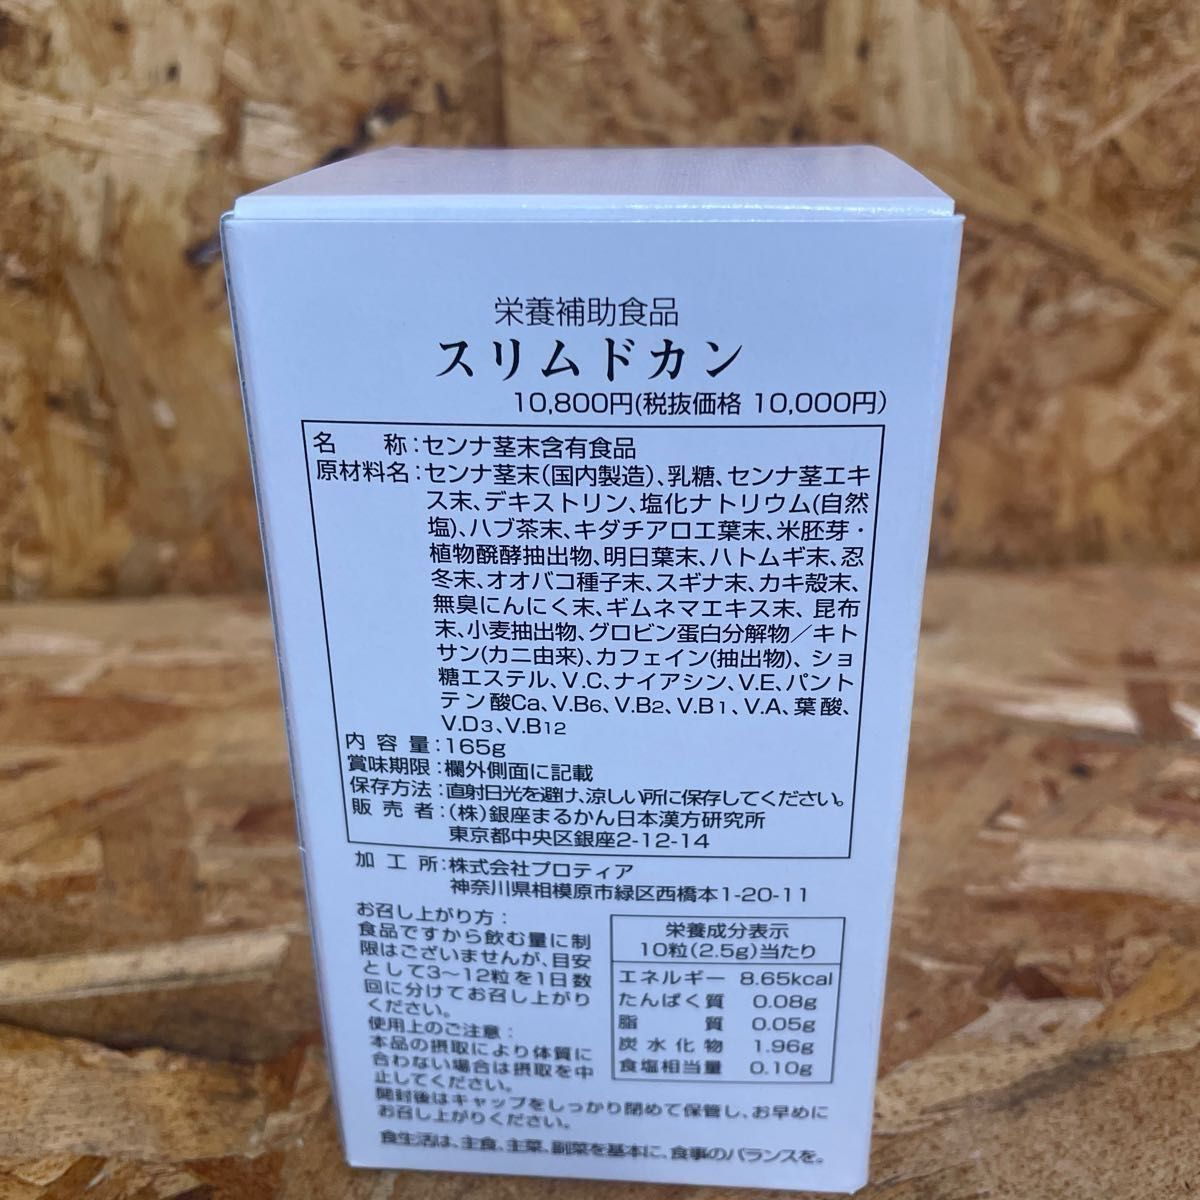 栄養補助食品
スリムドカン
10,800円(税抜価格 10,000円)
名　　称:センナ茎末含有食品
原材料名:センナ茎末(国内製造)、乳糖、センナ茎エキ
ス末、デキストリン、塩化ナトリウム(自然
塩)、ハブ茶末、キダチアロエ葉末、米胚芽・
植物醗酵抽出物、明日葉末、ハトムギ末、忍
冬末、オオバコ種子末、スギナ末、カキ殻末、
無臭にんにく末、ギムネマエキス末、昆布
末、小麦抽出物、グロビン蛋白分解物/キト
サン(カニ由来)、カフェイン(抽出物)、ショ
糖エステル、V.C、ナイアシン、V.E、パント
テン酸Ca、V.B6、V.B2、V.B1、V.A、葉酸、
V.D3、V.B12
内容量:165g
賞味期限:欄外側面に記載
保存方法:直射日光を避け、涼しい所に保存してください。
販売者:(株)銀座まるかん日本漢方研究所
東京都中央区銀座2-12-14
加工所:株式会社プロティア
神奈川県相模原市緑区西橋本1-20-11
お召し上がり方:
食品ですから飲む量に制
限はございませんが、目安
として3〜12粒を1日数
回に分けてお召し上がり
ください。
使用上のご注意:
本品の摂取により体質に
合わない場合は摂取を中
止してください。
開封後はキャップをしっかり閉めて保管し、お早めに
お召し上がりください。
栄養成分表示
10粒(2.5g)当たり
エネルギー 8.65kcal
たんぱく質 0.08g
脂質 0.05g
炭水化物 1.96g
食塩相当量 0.10g
食生活は、主食、主菜、副菜を基本に、食事のバランスを。